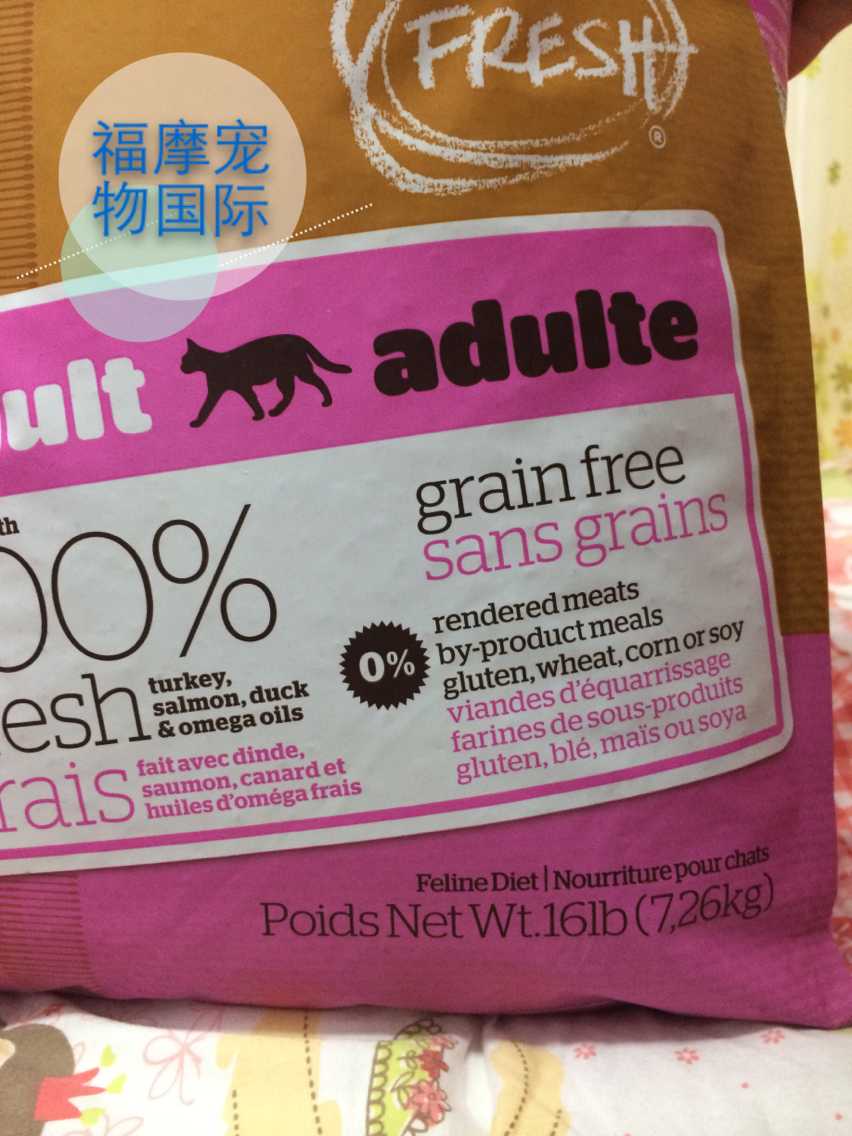 FRESH
®
福摩宠
物国际
ult adulte
grain free
sans grains
th
00%
esh
turkey,
salmon, duck
& omega oils
rais
fait avec dinde,
saumon, canard et
huiles d'oméga frais
0%
rendered meats
by-product meals
gluten, wheat, corn or soy
viandes d'équarrissage
farines de sous-produits
gluten, blé, maïs ou soya
Feline Diet | Nourriture pour chats
Poids Net Wt.16lb (7,26kg)